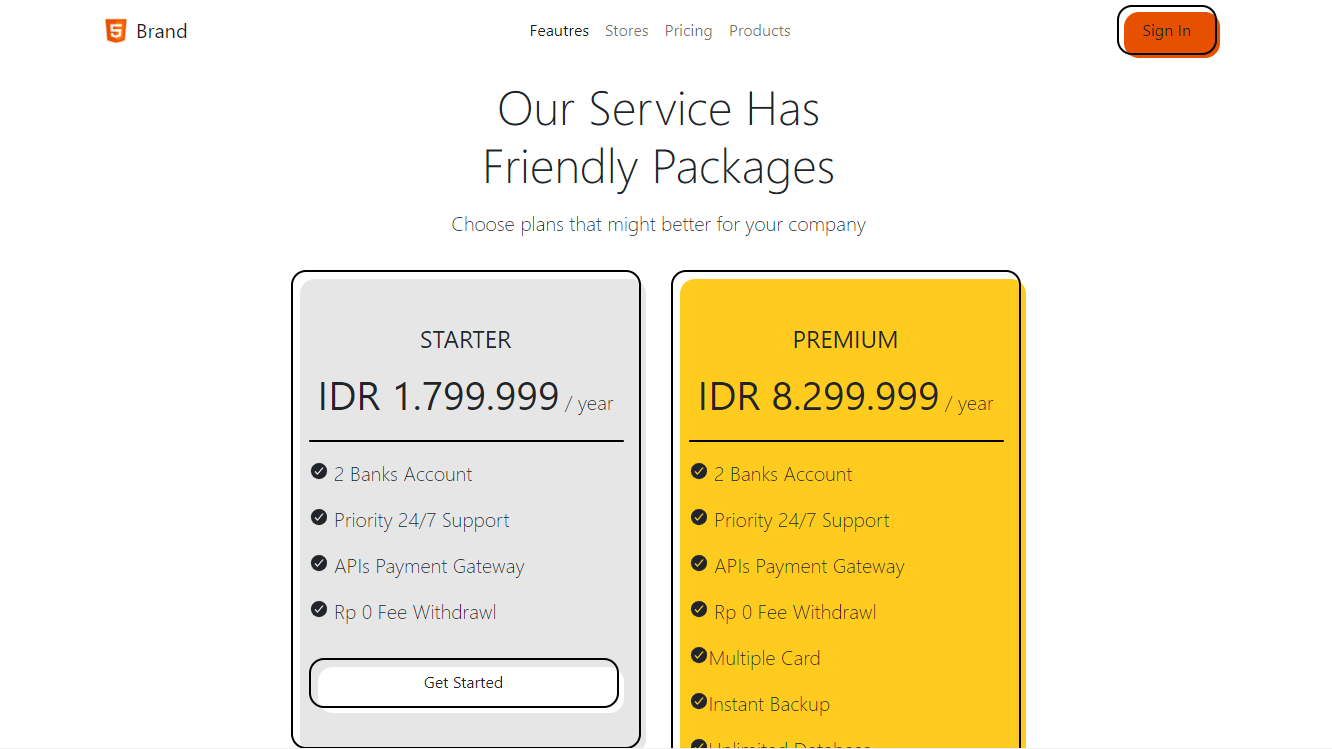 Brand
Feautres Stores Pricing Products
Sign In
Our Service Has
Friendly Packages
Choose plans that might better for your company
STARTER
IDR 1.799.999 / year
2 Banks Account
Priority 24/7 Support
APIs Payment Gateway
Rp 0 Fee Withdrawl
Get Started
PREMIUM
IDR 8.299.999 / year
2 Banks Account
Priority 24/7 Support
APIs Payment Gateway
Rp 0 Fee Withdrawl
Multiple Card
Instant Backup
Unlimited Database